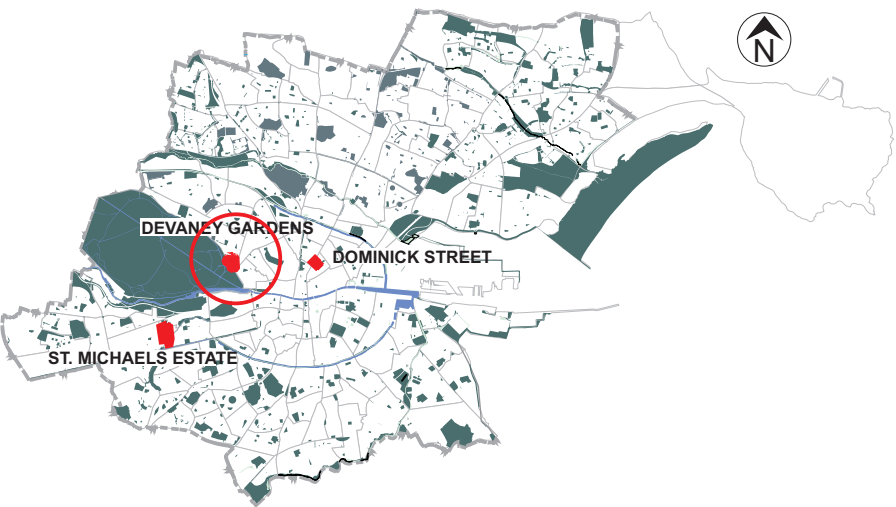 N
DEVANEY GARDENS
DOMINICK STREET
ST. MICHAELS ESTATE